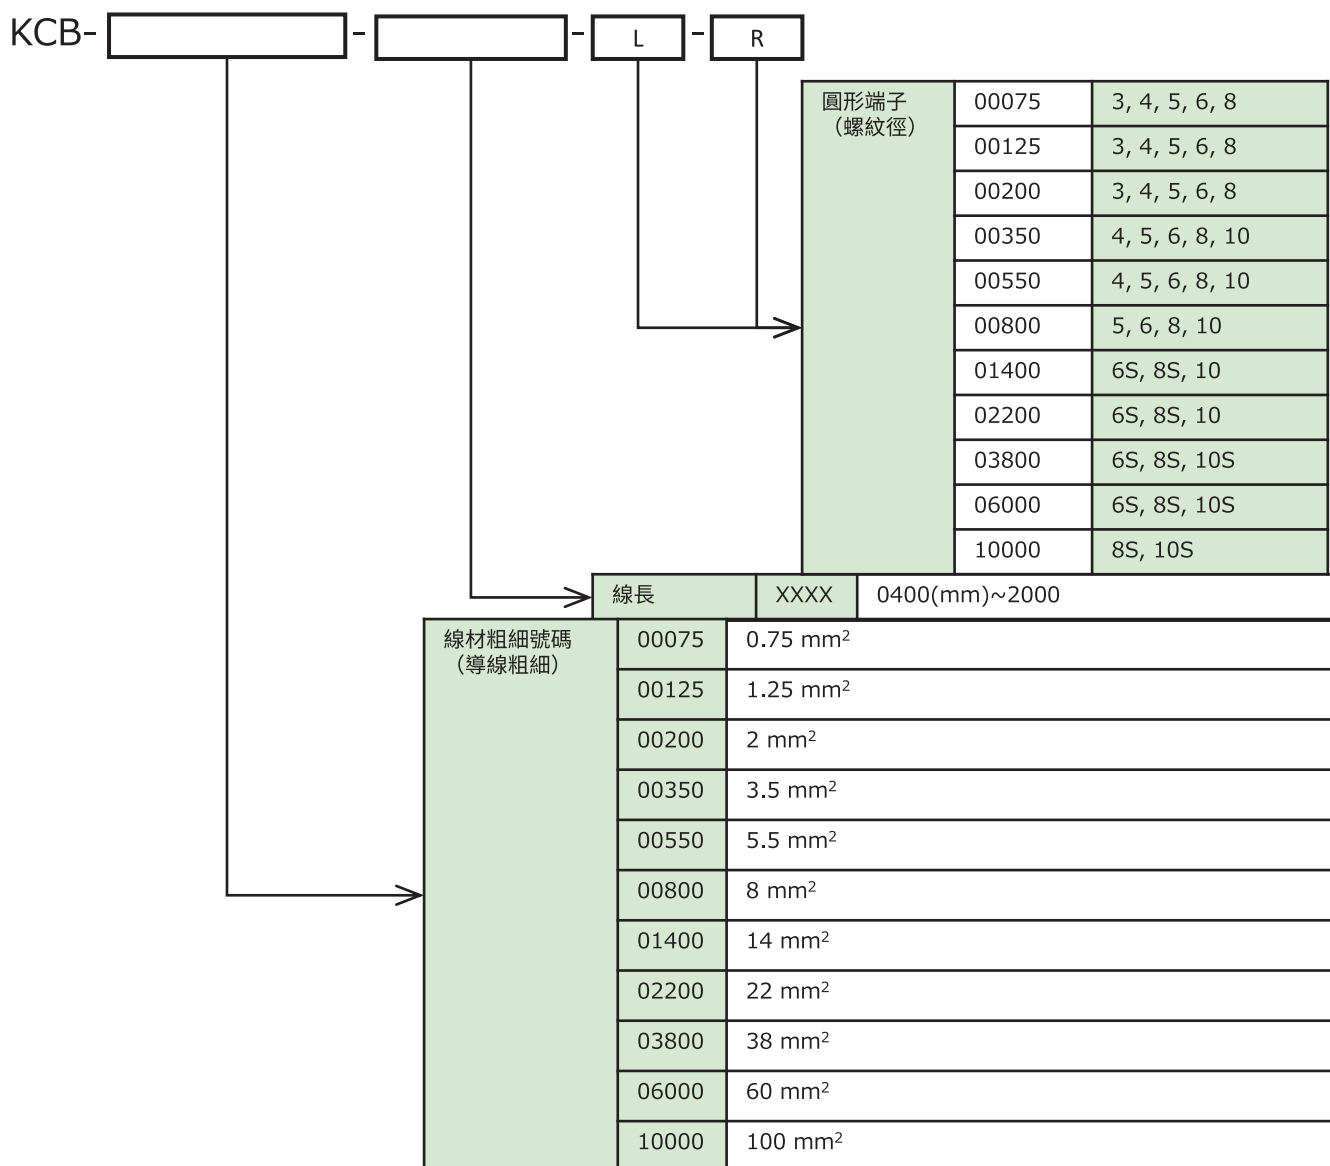 KCB- - - L - R
圓形端子
（螺紋徑）
00075 3, 4, 5, 6, 8
00125 3, 4, 5, 6, 8
00200 3, 4, 5, 6, 8
00350 4, 5, 6, 8, 10
00550 4, 5, 6, 8, 10
00800 5, 6, 8, 10
01400 6S, 8S, 10
02200 6S, 8S, 10
03800 6S, 8S, 10S
06000 6S, 8S, 10S
10000 8S, 10S
線長 XXXX 0400(mm)~2000
線材粗細號碼
（導線粗細）
00075 0.75 mm²
00125 1.25 mm²
00200 2 mm²
00350 3.5 mm²
00550 5.5 mm²
00800 8 mm²
01400 14 mm²
02200 22 mm²
03800 38 mm²
06000 60 mm²
10000 100 mm²